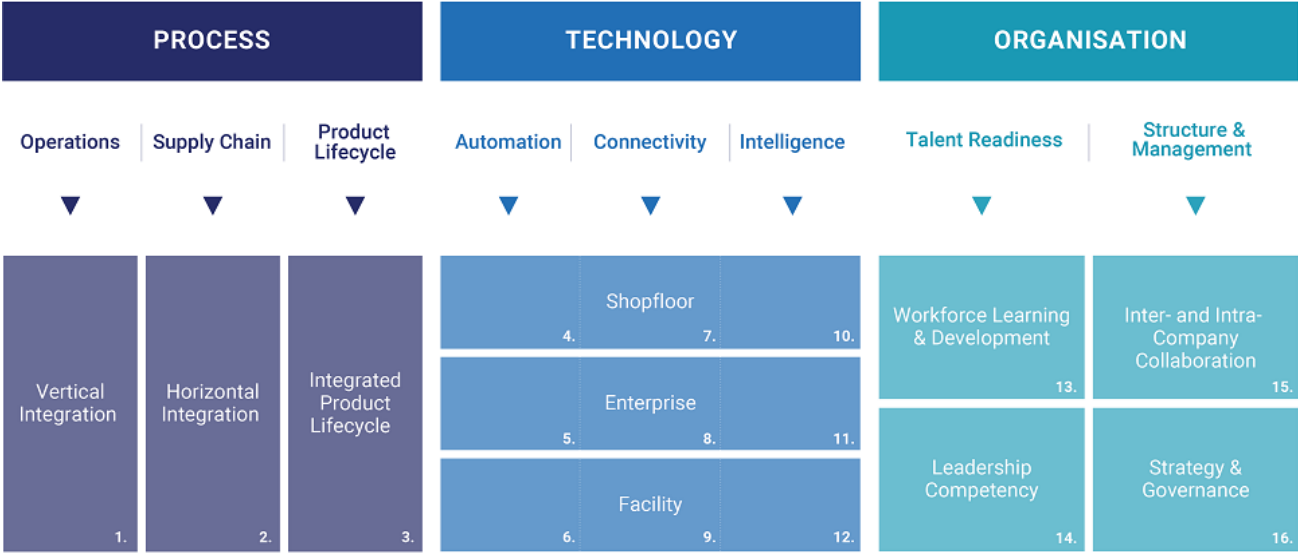 PROCESS
Operations
Supply Chain
Product
Lifecycle
Vertical
Integration
1.
Horizontal
Integration
2.
Integrated
Product
Lifecycle
3.
TECHNOLOGY
Automation
Connectivity
Intelligence
Shopfloor
4.
7.
10.
Enterprise
5.
8.
11.
Facility
6.
9.
12.
ORGANISATION
Talent Readiness
Structure &
Management
Workforce Learning
& Development
13.
Inter- and Intra-
Company
Collaboration
15.
Leadership
Competency
14.
Strategy &
Governance
16.